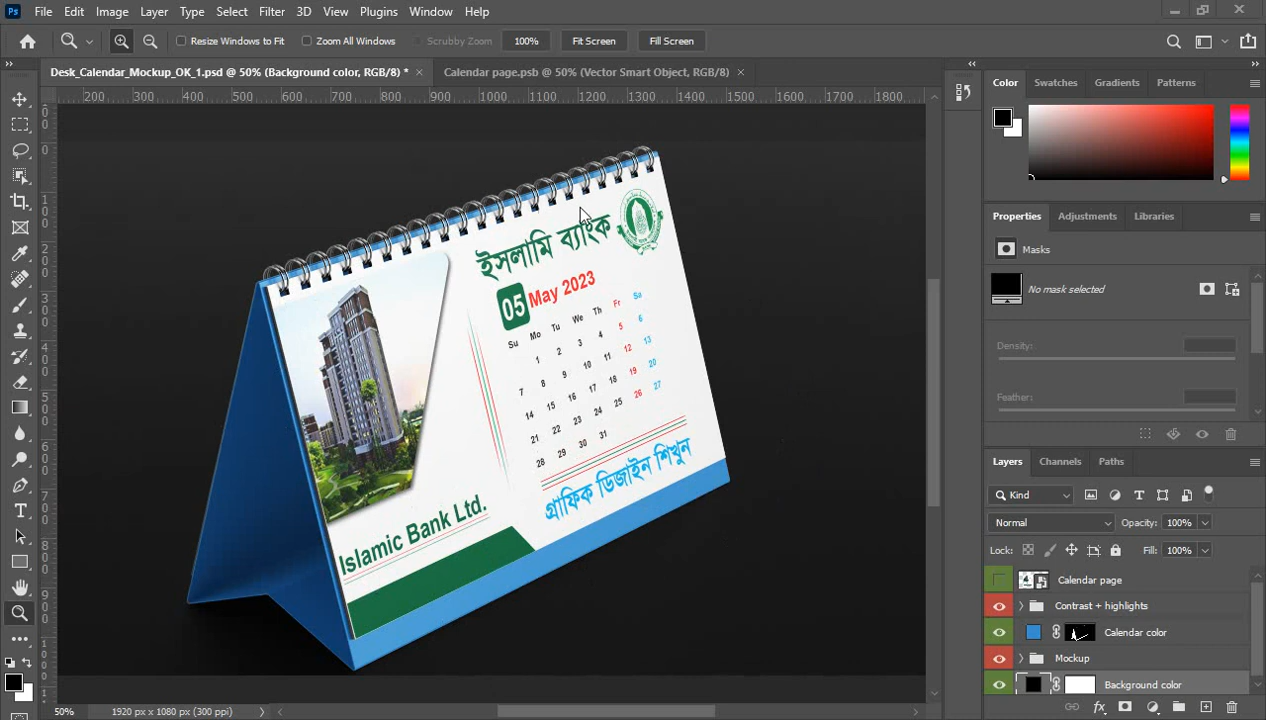 Ps File Edit Image Layer Type Select Filter 3D View Plugins Window Help
Resize Windows to Fit Zoom All Windows Scrubby Zoom 100% Fit Screen Fill Screen
Desk_Calendar_Mockup_OK_1.psd @ 50% (Background color, RGB/8) * × Calendar page.psb @ 50% (Vector Smart Object, RGB/8) ×
200 300 400 500 600 700 800 900 1000 1100 1200 1300 1400 1500 1600 1700 1800
ইসলামি ব্যাংক
05 May 2023
Su Mo Tu We Th Fr Sa
1 2 3 4 5 6
7 8 9 10 11 12 13
14 15 16 17 18 19 20
21 22 23 24 25 26 27
28 29 30 31
গ্রাফিক ডিজাইন শিখুন
Islamic Bank Ltd.
Color Swatches Gradients Patterns
Properties Adjustments Libraries
Masks
No mask selected
Density:
Feather:
Layers Channels Paths
Kind
Normal Opacity: 100%
Lock: Fill: 100%
Calendar page
Contrast + highlights
Calendar color
Mockup
Background color
50% 1920 px x 1080 px (300 ppi)